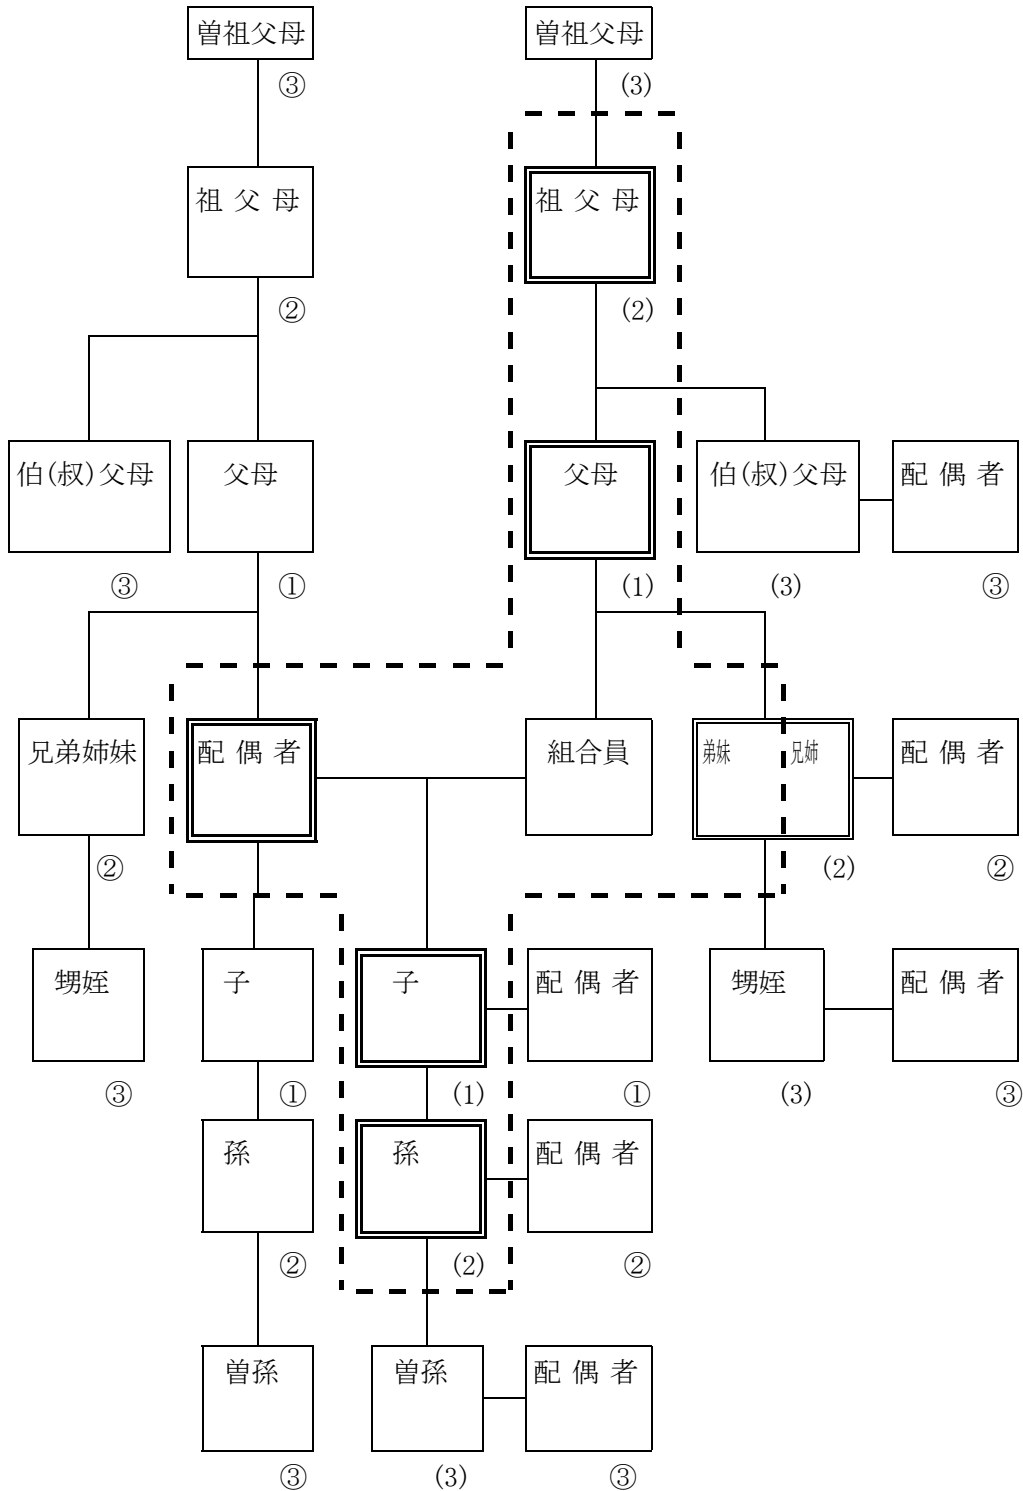 曽祖父母 曽祖父母
③ (3)
祖 父 母 祖 父 母
② (2)
伯(叔)父母 父母 父母 伯(叔)父母 配 偶 者
③ ① (1) (3) ③
兄弟姉妹 配 偶 者 組合員 弟妹 兄姉 配 偶 者
② (2) ②
甥姪 子 子 配 偶 者 甥姪 配 偶 者
③ ① (1) ① (3) ③
孫 孫 配 偶 者
② (2) ②
曽孫 曽孫 配 偶 者
③ (3) ③